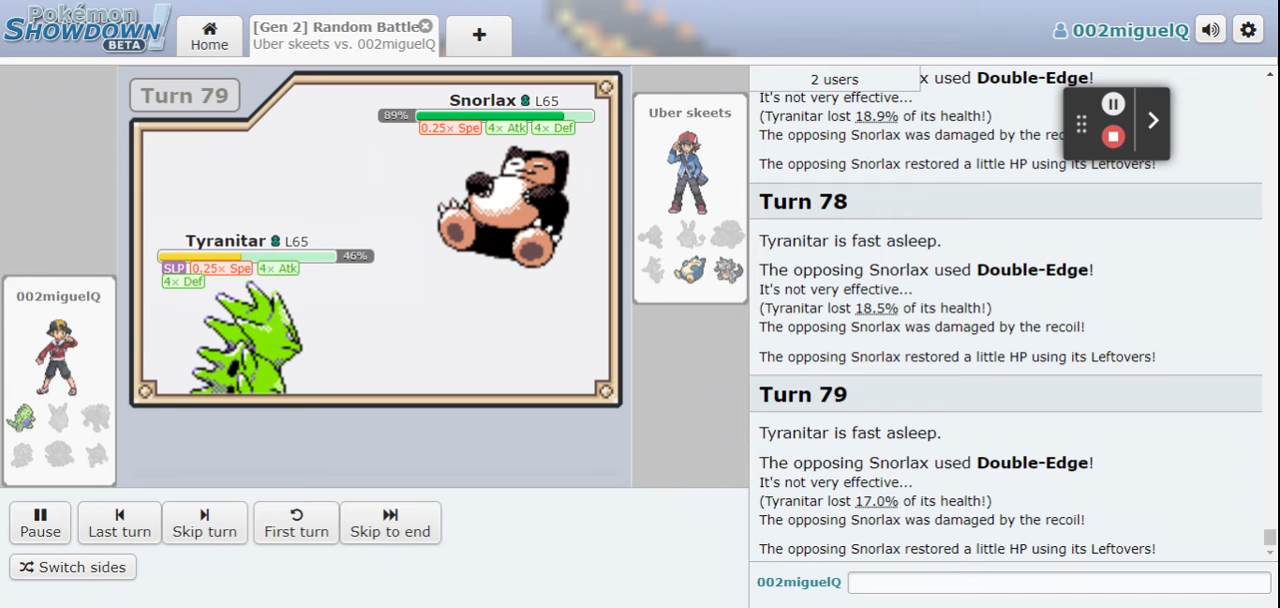 Pokémon
SHOWDOWN!
BETA
Home
[Gen 2] Random Battle
Uber skeets vs. 002miguelQ
+
002miguelQ
Turn 79
Snorlax L65
89%
0.25× Spe 4× Atk 4× Def
Tyranitar L65
46%
SLP 0.25× Spe 4× Atk
4× Def
002miguelQ
Uber skeets
Pause
Last turn
Skip turn
First turn
Skip to end
Switch sides
2 users
x used Double-Edge!
It's not very effective...
(Tyranitar lost 18.9% of its health!)
The opposing Snorlax was damaged by the rec
The opposing Snorlax restored a little HP using its Leftovers!
Turn 78
Tyranitar is fast asleep.
The opposing Snorlax used Double-Edge!
It's not very effective...
(Tyranitar lost 18.5% of its health!)
The opposing Snorlax was damaged by the recoil!
The opposing Snorlax restored a little HP using its Leftovers!
Turn 79
Tyranitar is fast asleep.
The opposing Snorlax used Double-Edge!
It's not very effective...
(Tyranitar lost 17.0% of its health!)
The opposing Snorlax was damaged by the recoil!
The opposing Snorlax restored a little HP using its Leftovers!
002miguelQ